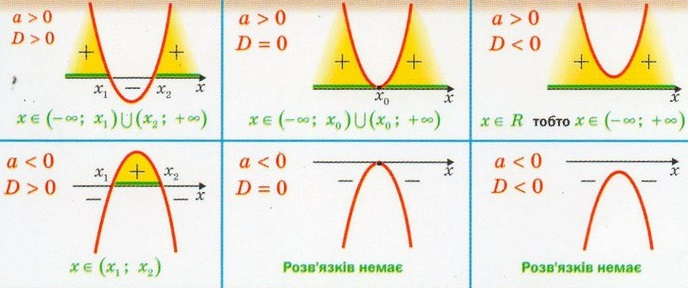 a > 0
D > 0
+ +
x₁ − x₂ x
x ∈ (−∞; x₁) ∪ (x₂; +∞)
a > 0
D = 0
+ +
x₀ x
x ∈ (−∞; x₀) ∪ (x₀; +∞)
a > 0
D < 0
+ +
x
x ∈ R тобто x ∈ (−∞; +∞)
a < 0
D > 0
x₁ + x₂
− − x
x ∈ (x₁; x₂)
a < 0
D = 0
x
− −
Розв'язків немає
a < 0
D < 0
x
− −
Розв'язків немає